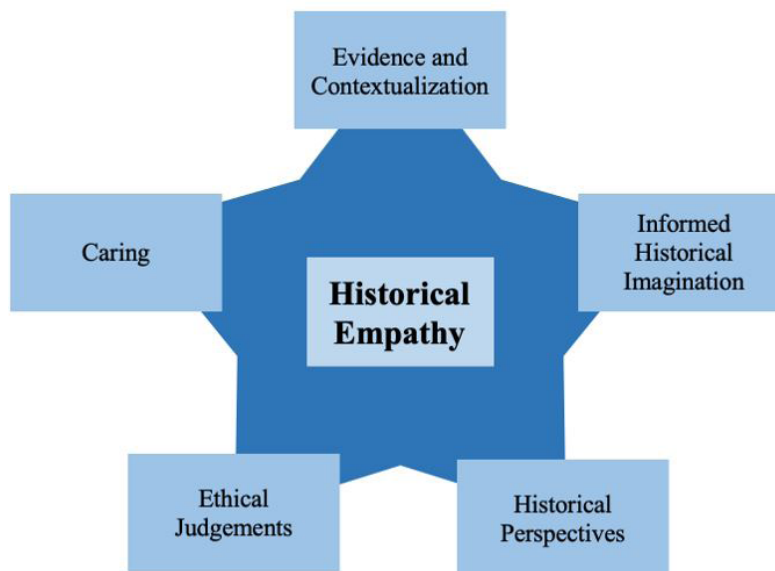 Evidence and
Contextualization
Caring
Informed
Historical
Imagination
Historical
Empathy
Ethical
Judgements
Historical
Perspectives